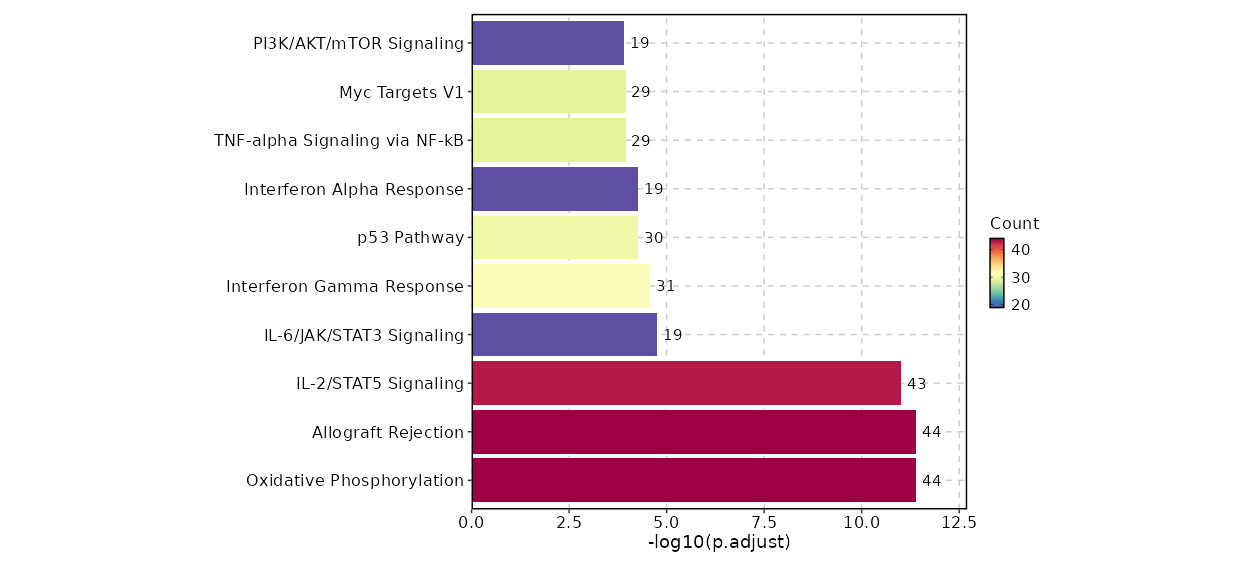 PI3K/AKT/mTOR Signaling 19
Myc Targets V1 29
TNF-alpha Signaling via NF-kB 29
Interferon Alpha Response 19
p53 Pathway 30
Interferon Gamma Response 31
IL-6/JAK/STAT3 Signaling 19
IL-2/STAT5 Signaling 43
Allograft Rejection 44
Oxidative Phosphorylation 44
0.0 2.5 5.0 7.5 10.0 12.5
-log10(p.adjust)
Count
40
30
20